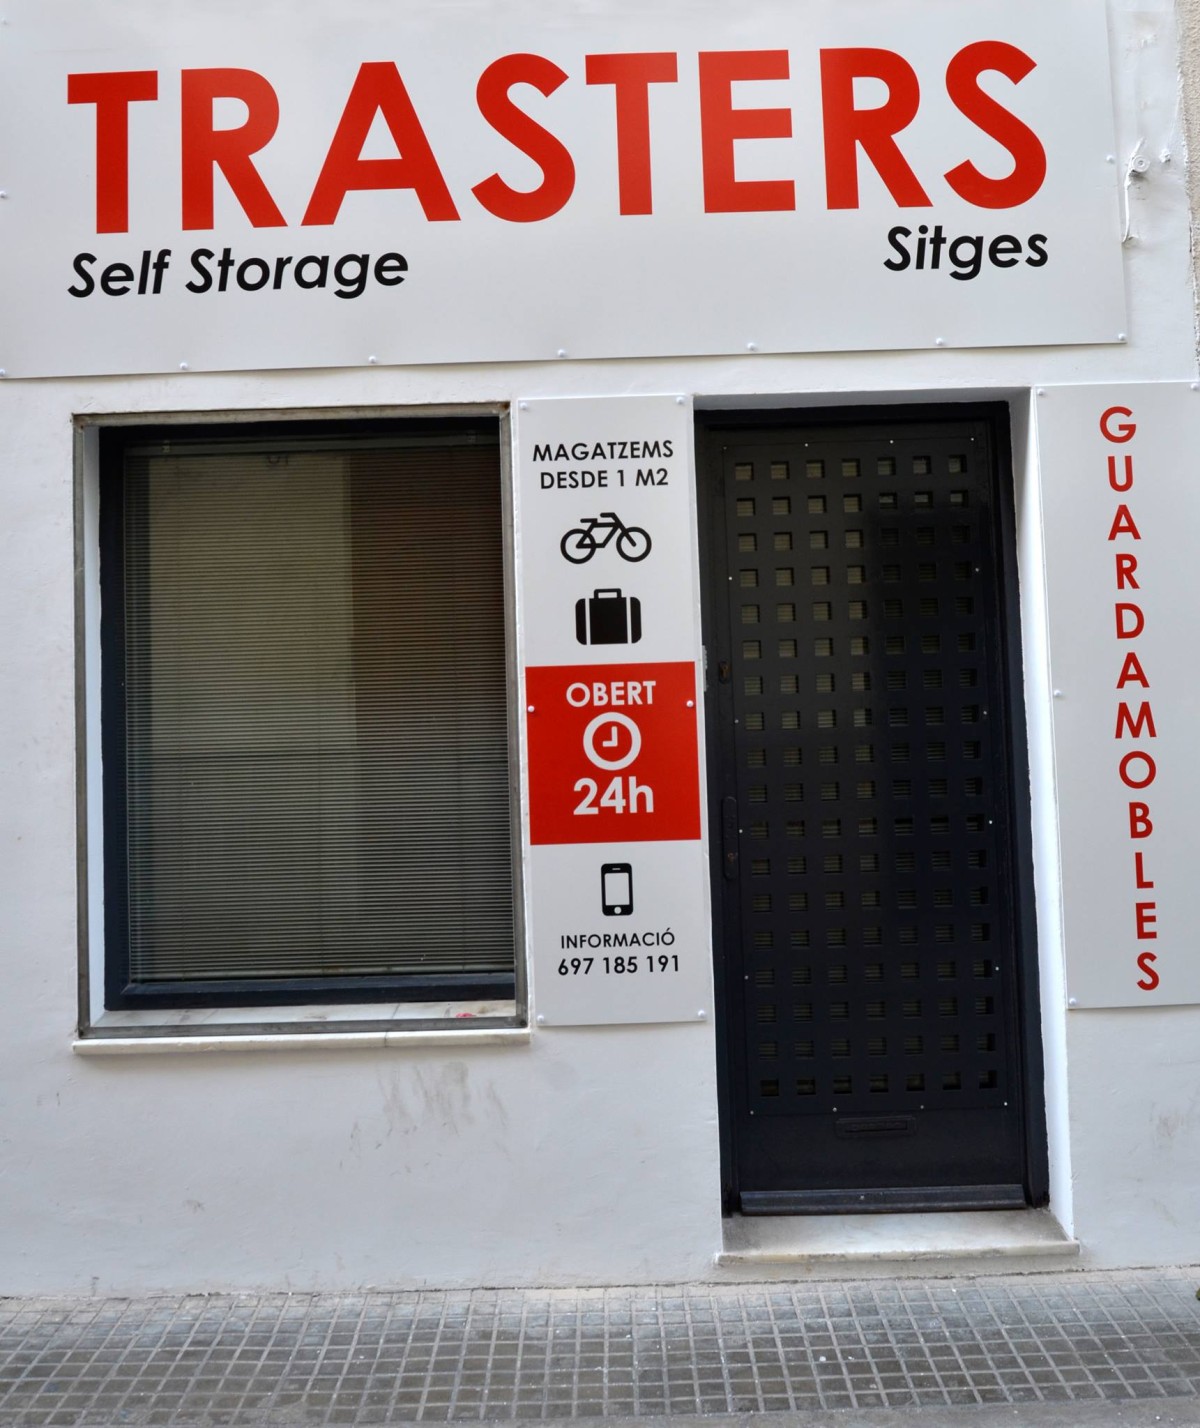 TRASTERS
Self Storage
Sitges
MAGATZEMS
DESDE 1 M2
OBERT
24h
INFORMACIÓ
697 185 191
GUARDAMOBLES